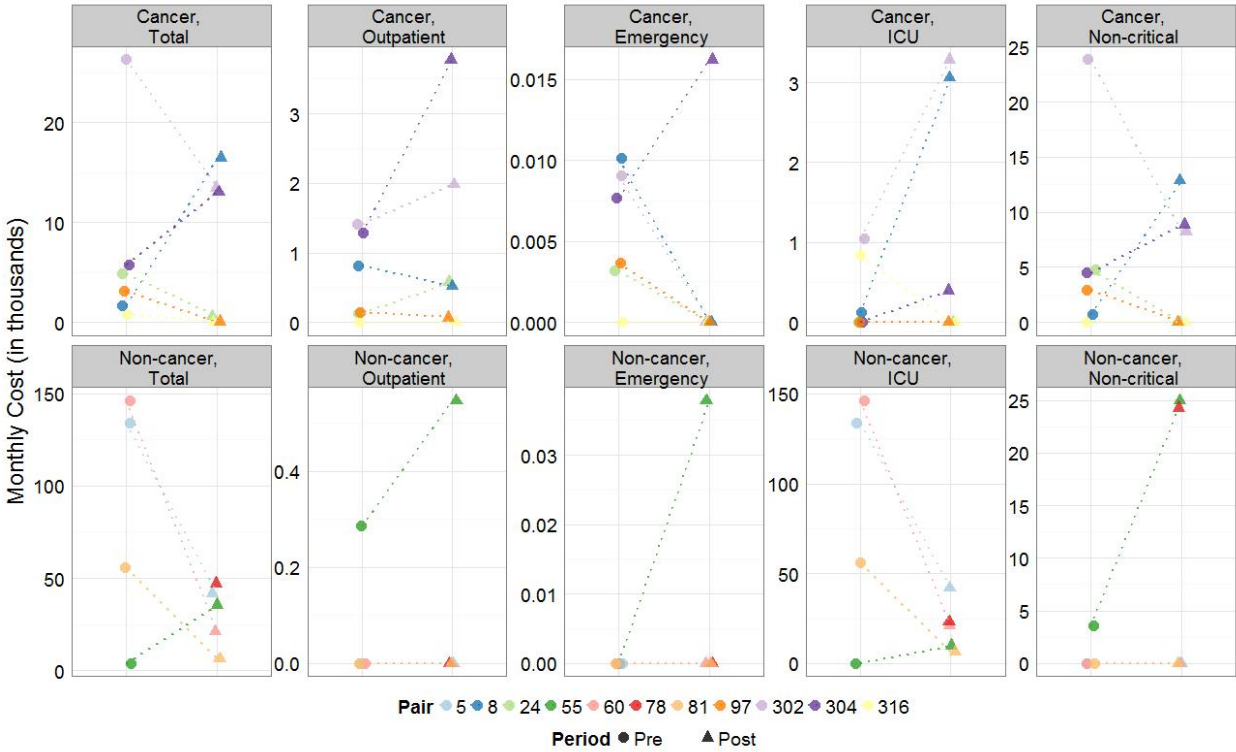 Cancer,
Total
Cancer,
Outpatient
Cancer,
Emergency
Cancer,
ICU
Cancer,
Non-critical
20
10
0
3
2
1
0
0.015
0.010
0.005
0.000
3
2
1
0
25
20
15
10
5
0
Monthly Cost (in thousands)
Non-cancer,
Total
Non-cancer,
Outpatient
Non-cancer,
Emergency
Non-cancer,
ICU
Non-cancer,
Non-critical
150
100
50
0
0.4
0.2
0.0
0.03
0.02
0.01
0.00
150
100
50
0
25
20
15
10
5
0
Pair 5 8 24 55 60 78 81 97 302 304 316
Period Pre Post